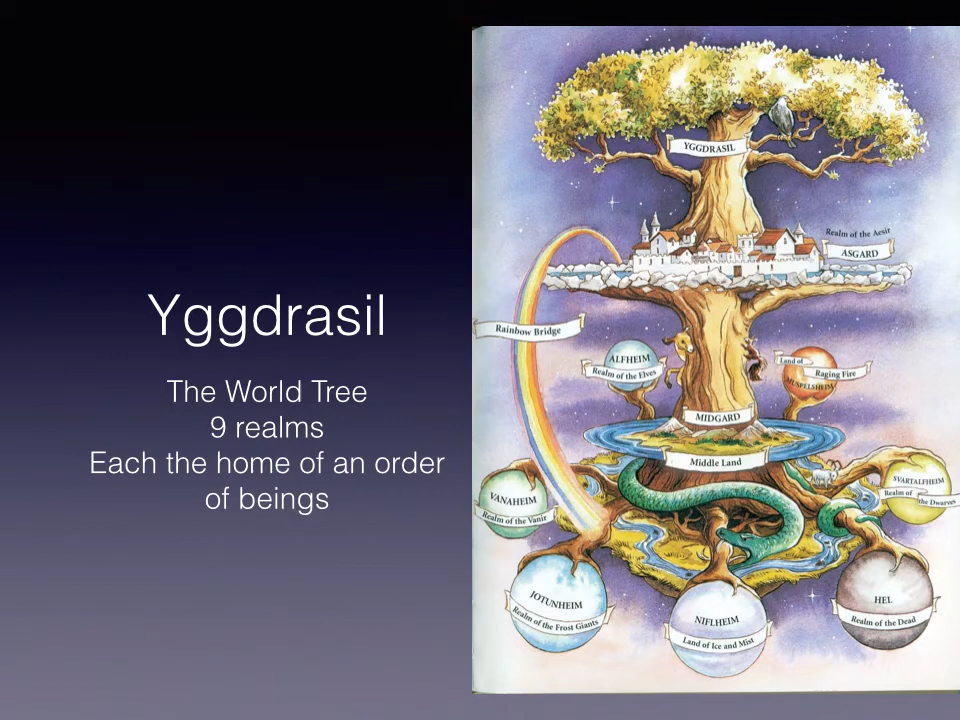 Yggdrasil
The World Tree
9 realms
Each the home of an order
of beings
YGGDRASIL
Realm of the Aesit
ASGARD
Rainbow Bridge
ALFHEIM
Realm of the Elves
Land of
Raging Fire
MUSPELSHEIM
MIDGARD
Middle Land
VANAHEIM
Realm of the Vanir
SVARTALFHEIM
Realm of
the Dwarves
JOTUNHEIM
Realm of the Frost Giants
NIFLHEIM
Land of Ice and Mist
HEL
Realm of the Dead